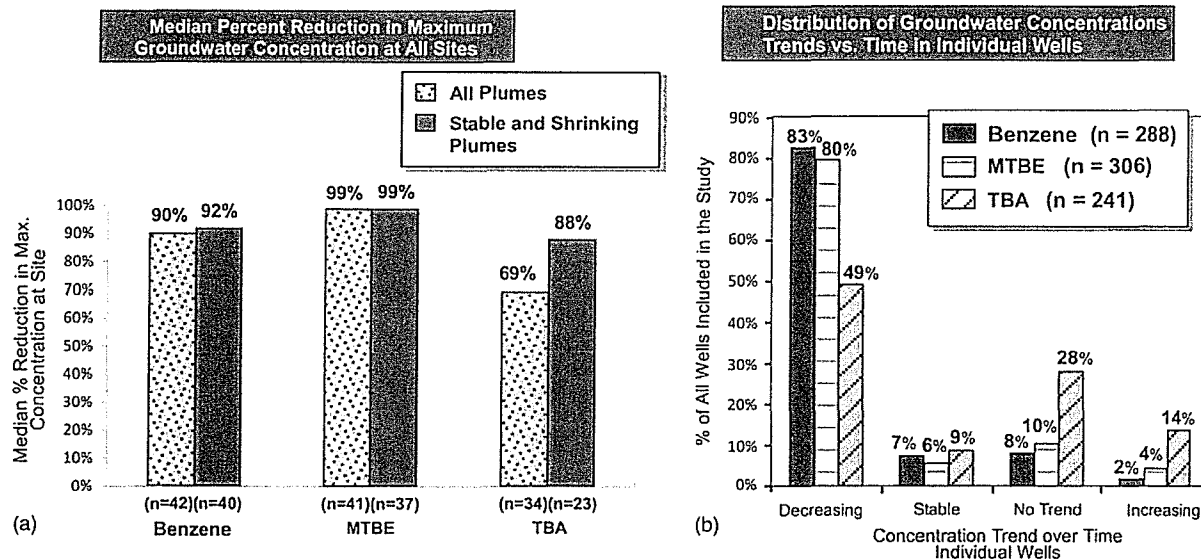 Median Percent Reduction in Maximum
Groundwater Concentration at All Sites
All Plumes
Stable and Shrinking
Plumes
Median % Reduction in Max.
Concentration at Site
100%
90%
80%
70%
60%
50%
40%
30%
20%
10%
0%
90%
92%
99%
99%
69%
88%
(n=42)(n=40)
(n=41)(n=37)
(n=34)(n=23)
Benzene
MTBE
TBA
(a)
Distribution of Groundwater Concentrations
Trends vs. Time in Individual Wells
Benzene (n = 288)
MTBE (n = 306)
TBA (n = 241)
% of All Wells Included in the Study
90%
80%
70%
60%
50%
40%
30%
20%
10%
0%
83%
80%
49%
7%
6%
9%
8%
10%
28%
2%
4%
14%
Decreasing
Stable
No Trend
Increasing
(b)
Concentration Trend over Time
Individual Wells